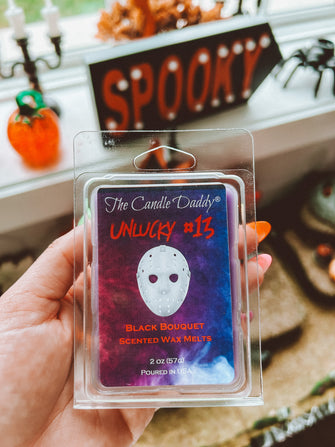 SPOOKY
The Candle Daddy®
UNLUCKY #13
BLACK BOUQUET
SCENTED WAX MELTS
2 OZ (57G)
POURED IN USA